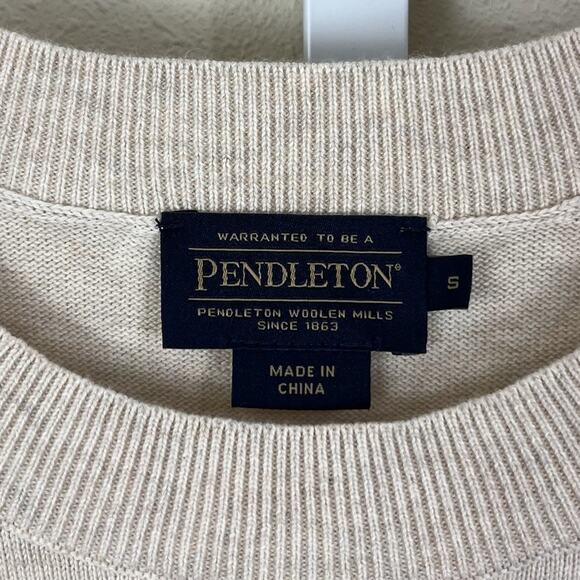 WARRANTED TO BE A
PENDLETON®
S
PENDLETON WOOLEN MILLS
SINCE 1863
MADE IN
CHINA